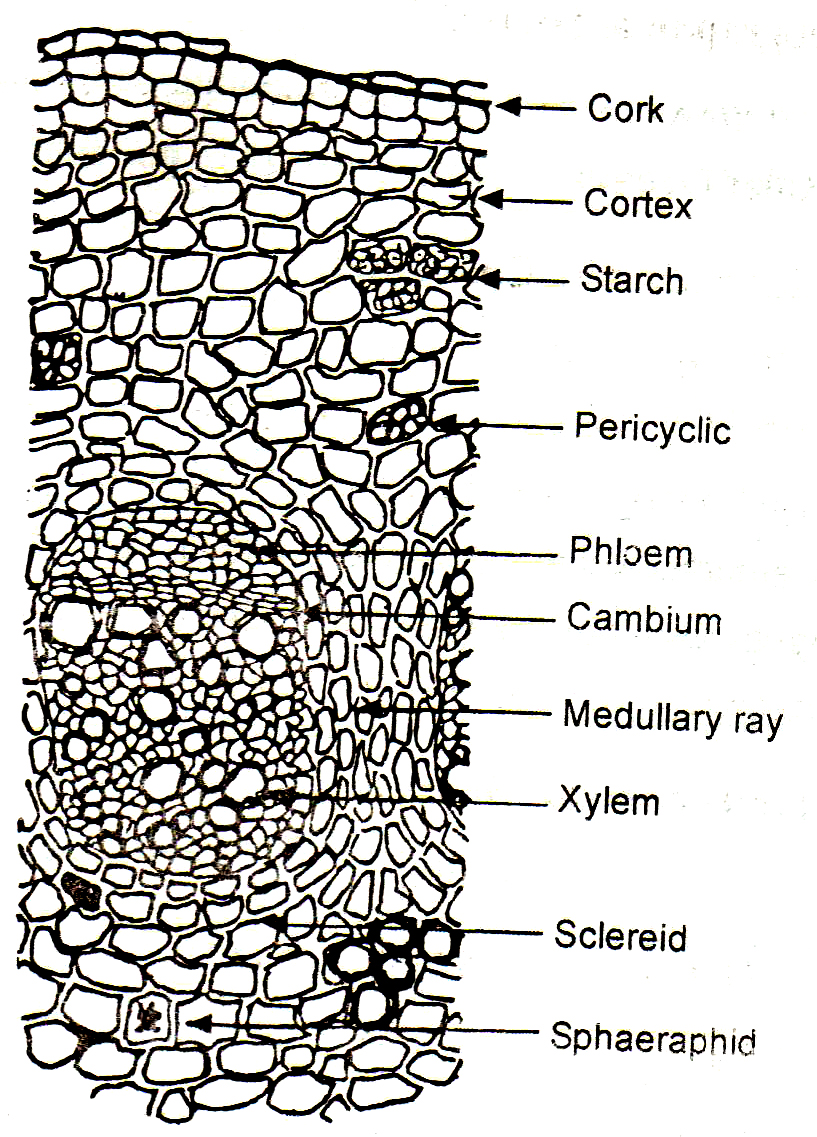 Cork
Cortex
Starch
Pericyclic
Phloem
Cambium
Medullary ray
Xylem
Sclereid
Sphaeraphid